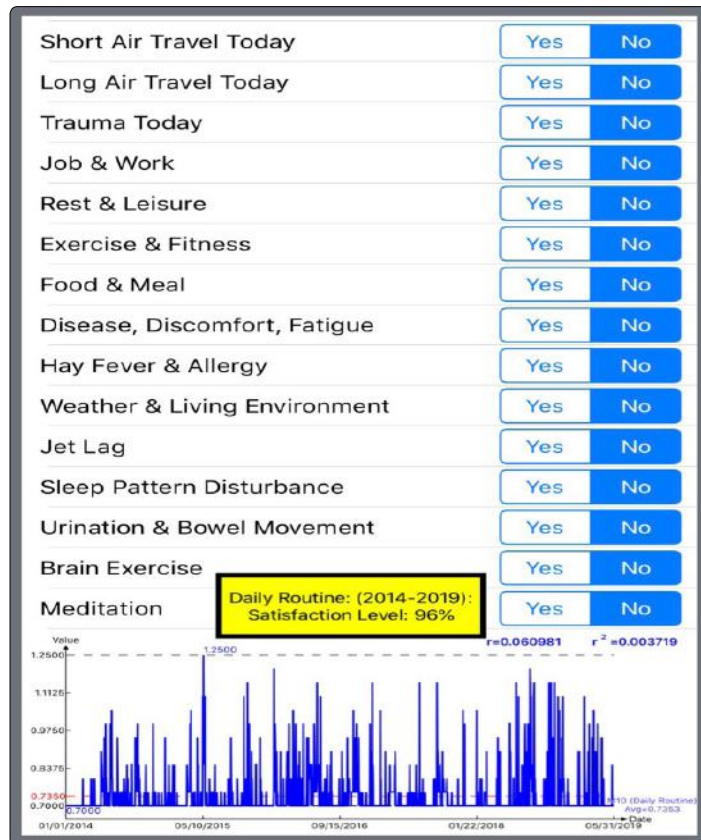 Short Air Travel Today Yes No
Long Air Travel Today Yes No
Trauma Today Yes No
Job & Work Yes No
Rest & Leisure Yes No
Exercise & Fitness Yes No
Food & Meal Yes No
Disease, Discomfort, Fatigue Yes No
Hay Fever & Allergy Yes No
Weather & Living Environment Yes No
Jet Lag Yes No
Sleep Pattern Disturbance Yes No
Urination & Bowel Movement Yes No
Brain Exercise Yes No
Meditation Yes No
Daily Routine: (2014-2019):
Satisfaction Level: 96%
Value
r=0.060981 r²=0.003719
1.2500
1.2500
1.1125
0.9750
0.8375
0.7350
0.7000
0.7000
M10 (Daily Routine)
Avg=0.7353
Date
01/01/2014 05/10/2015 09/15/2016 01/22/2018 05/31/2019